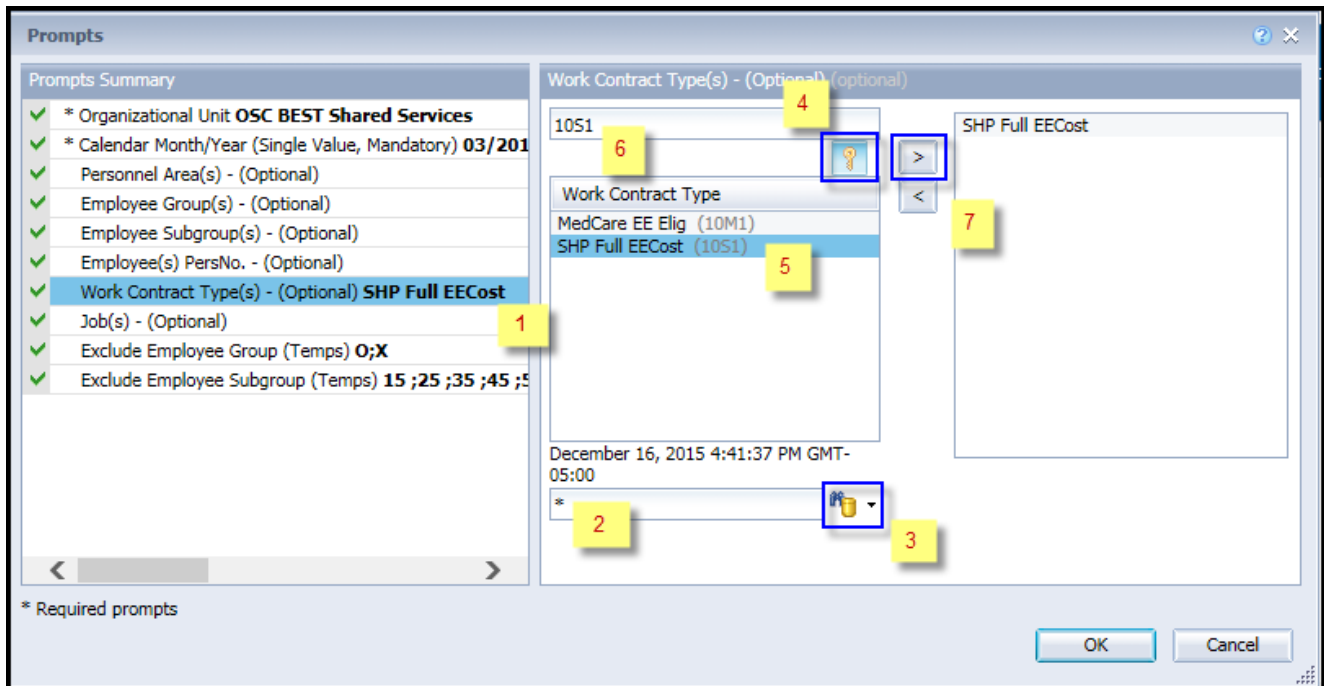 Prompts
Prompts Summary
* Organizational Unit OSC BEST Shared Services
* Calendar Month/Year (Single Value, Mandatory) 03/201
Personnel Area(s) - (Optional)
Employee Group(s) - (Optional)
Employee Subgroup(s) - (Optional)
Employee(s) PersNo. - (Optional)
Work Contract Type(s) - (Optional) SHP Full EECost
1
Job(s) - (Optional)
Exclude Employee Group (Temps) O;X
Exclude Employee Subgroup (Temps) 15 ;25 ;35 ;45 ;5
* Required prompts
Work Contract Type(s) - (Optional) (optional)
4
10S1
6
Work Contract Type
MedCare EE Elig (10M1)
SHP Full EECost (10S1)
5
December 16, 2015 4:41:37 PM GMT-
05:00
*
2
3
>
<
7
SHP Full EECost
OK
Cancel